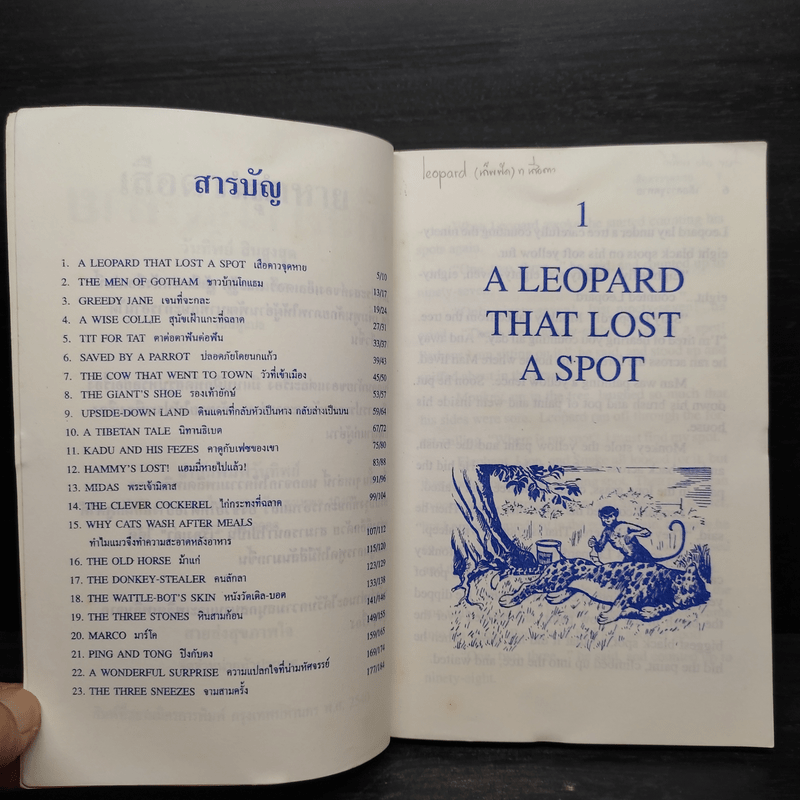 สารบัญ
1. A LEOPARD THAT LOST A SPOT เสือดาวจุดหาย 5/10
2. THE MEN OF GOTHAM ชาวบ้านโกแธม 13/17
3. GREEDY JANE เจนที่จะกละ 19/24
4. A WISE COLLIE สุนัขเฝ้าแกะที่ฉลาด 27/31
5. TIT FOR TAT ตาต่อตาฟันต่อฟัน 33/37
6. SAVED BY A PARROT ปลอดภัยโดยนกแก้ว 39/43
7. THE COW THAT WENT TO TOWN วัวที่เข้าเมือง 45/50
8. THE GIANT'S SHOE รองเท้ายักษ์ 53/57
9. UPSIDE-DOWN LAND ดินแดนที่กลับหัวเป็นหาง กลับล่างเป็นบน 59/64
10. A TIBETAN TALE นิทานธิเบต 67/72
11. KADU AND HIS FEZES คาดูกับเฟซของเขา 75/80
12. HAMMY'S LOST! แฮมมี่หายไปแล้ว! 83/88
13. MIDAS พระเจ้ามิดาส 91/96
14. THE CLEVER COCKEREL ไก่กระทงที่ฉลาด 99/104
15. WHY CATS WASH AFTER MEALS
ทำไมแมวจึงทำความสะอาดหลังอาหาร 107/112
16. THE OLD HORSE ม้าแก่ 115/120
17. THE DONKEY-STEALER คนลักลา 123/129
18. THE WATTLE-BOT'S SKIN หนังวัตเติล-บอต 133/138
19. THE THREE STONES หินสามก้อน 141/146
20. MARCO มาร์โค 149/155
21. PING AND TONG ปิงกับตง 159/165
22. A WONDERFUL SURPRISE ความแปลกใจที่น่ามหัศจรรย์ 169/174
23. THE THREE SNEEZES จามสามครั้ง 177/184
leopard
1
A LEOPARD
THAT LOST
A SPOT